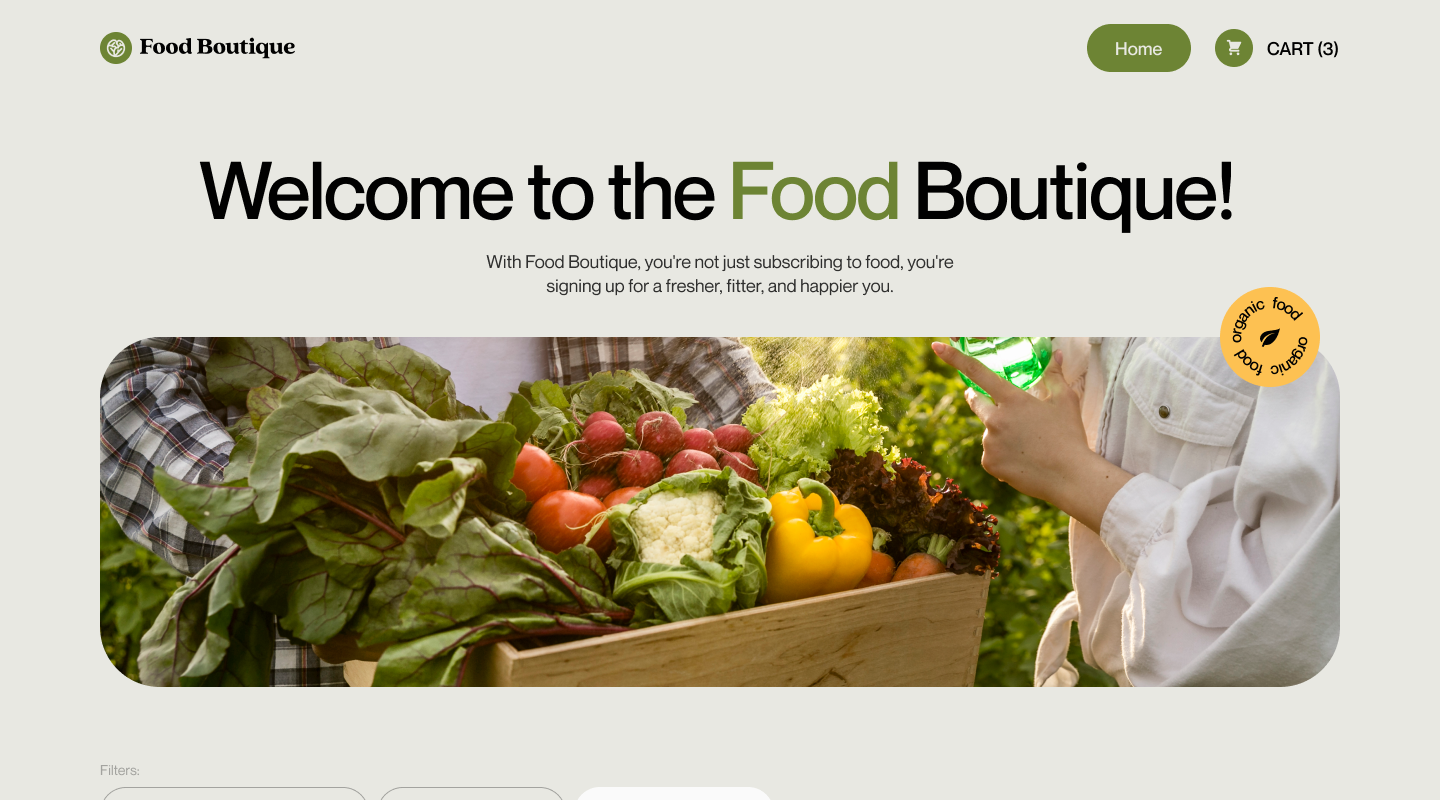 Food Boutique
Home
CART (3)
Welcome to the Food Boutique!
With Food Boutique, you're not just subscribing to food, you're
signing up for a fresher, fitter, and happier you.
organic food organic food
Filters: